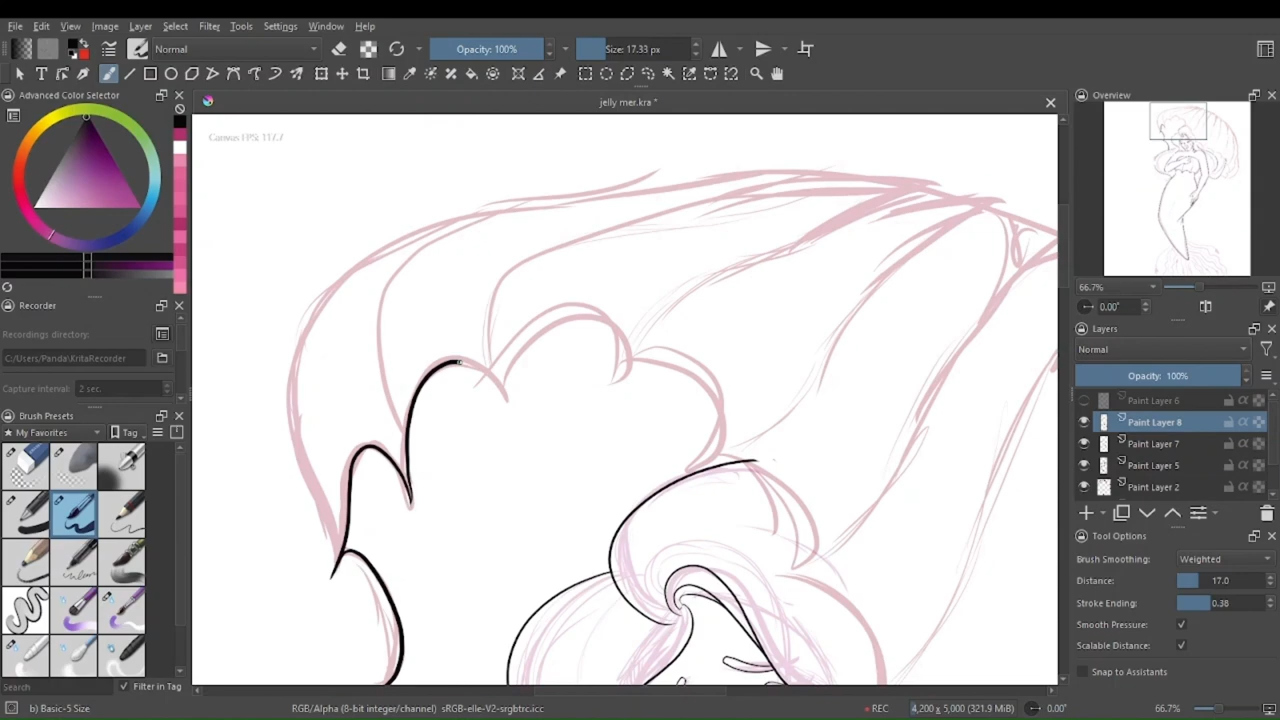 File Edit View Image Layer Select Filter Tools Settings Window Help
Normal
Opacity: 100%
Size: 17.33 px
Advanced Color Selector
jelly mer.kra *
Overview
Canvas FPS: 117.7
66.7%
0.00°
Recorder
Recordings directory:
C:/Users/Panda\KritaRecorder
Capture interval: 2 sec.
Layers
Normal
Opacity: 100%
Paint Layer 6
Paint Layer 8
Paint Layer 7
Paint Layer 5
Paint Layer 2
Brush Presets
My Favorites
Tag
Tool Options
Brush Smoothing: Weighted
Distance: 17.0
Stroke Ending: 0.38
Smooth Pressure:
Scalable Distance:
Snap to Assistants
Search
Filter in Tag
b) Basic-5 Size
RGB/Alpha (8-bit integer/channel) sRGB-elle-V2-srgbtrc.icc
REC
4,200 x 5,000 (321.9 MiB)
0.00°
66.7%